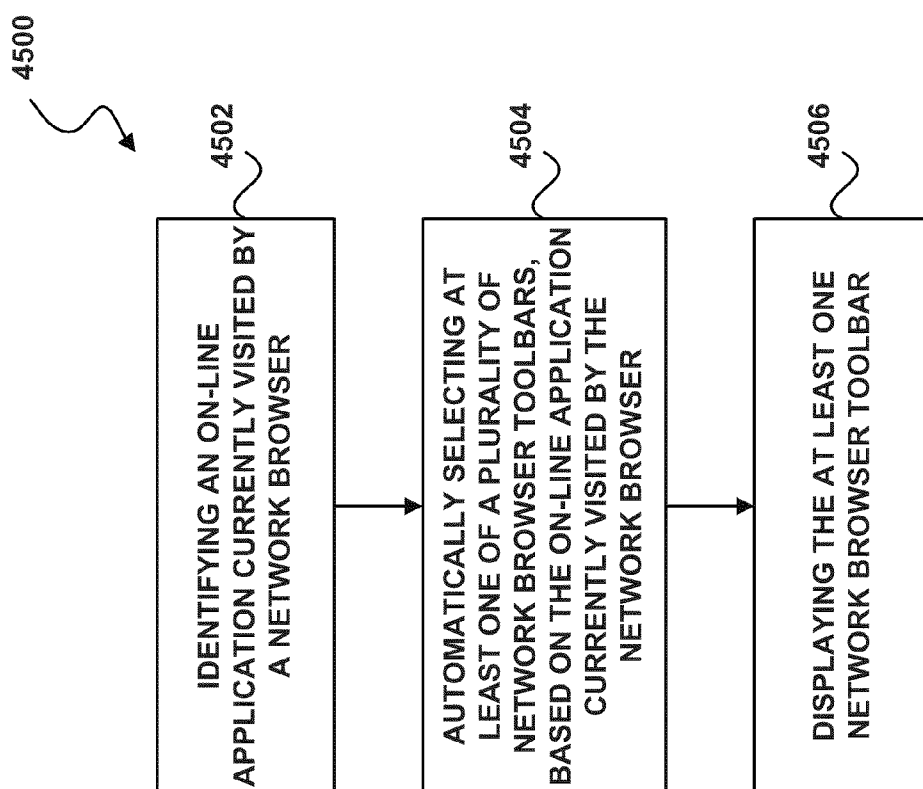 4500
4502
IDENTIFYING AN ON-LINE
APPLICATION CURRENTLY VISITED BY
A NETWORK BROWSER
4504
AUTOMATICALLY SELECTING AT
LEAST ONE OF A PLURALITY OF
NETWORK BROWSER TOOLBARS,
BASED ON THE ON-LINE APPLICATION
CURRENTLY VISITED BY THE
NETWORK BROWSER
4506
DISPLAYING THE AT LEAST ONE
NETWORK BROWSER TOOLBAR